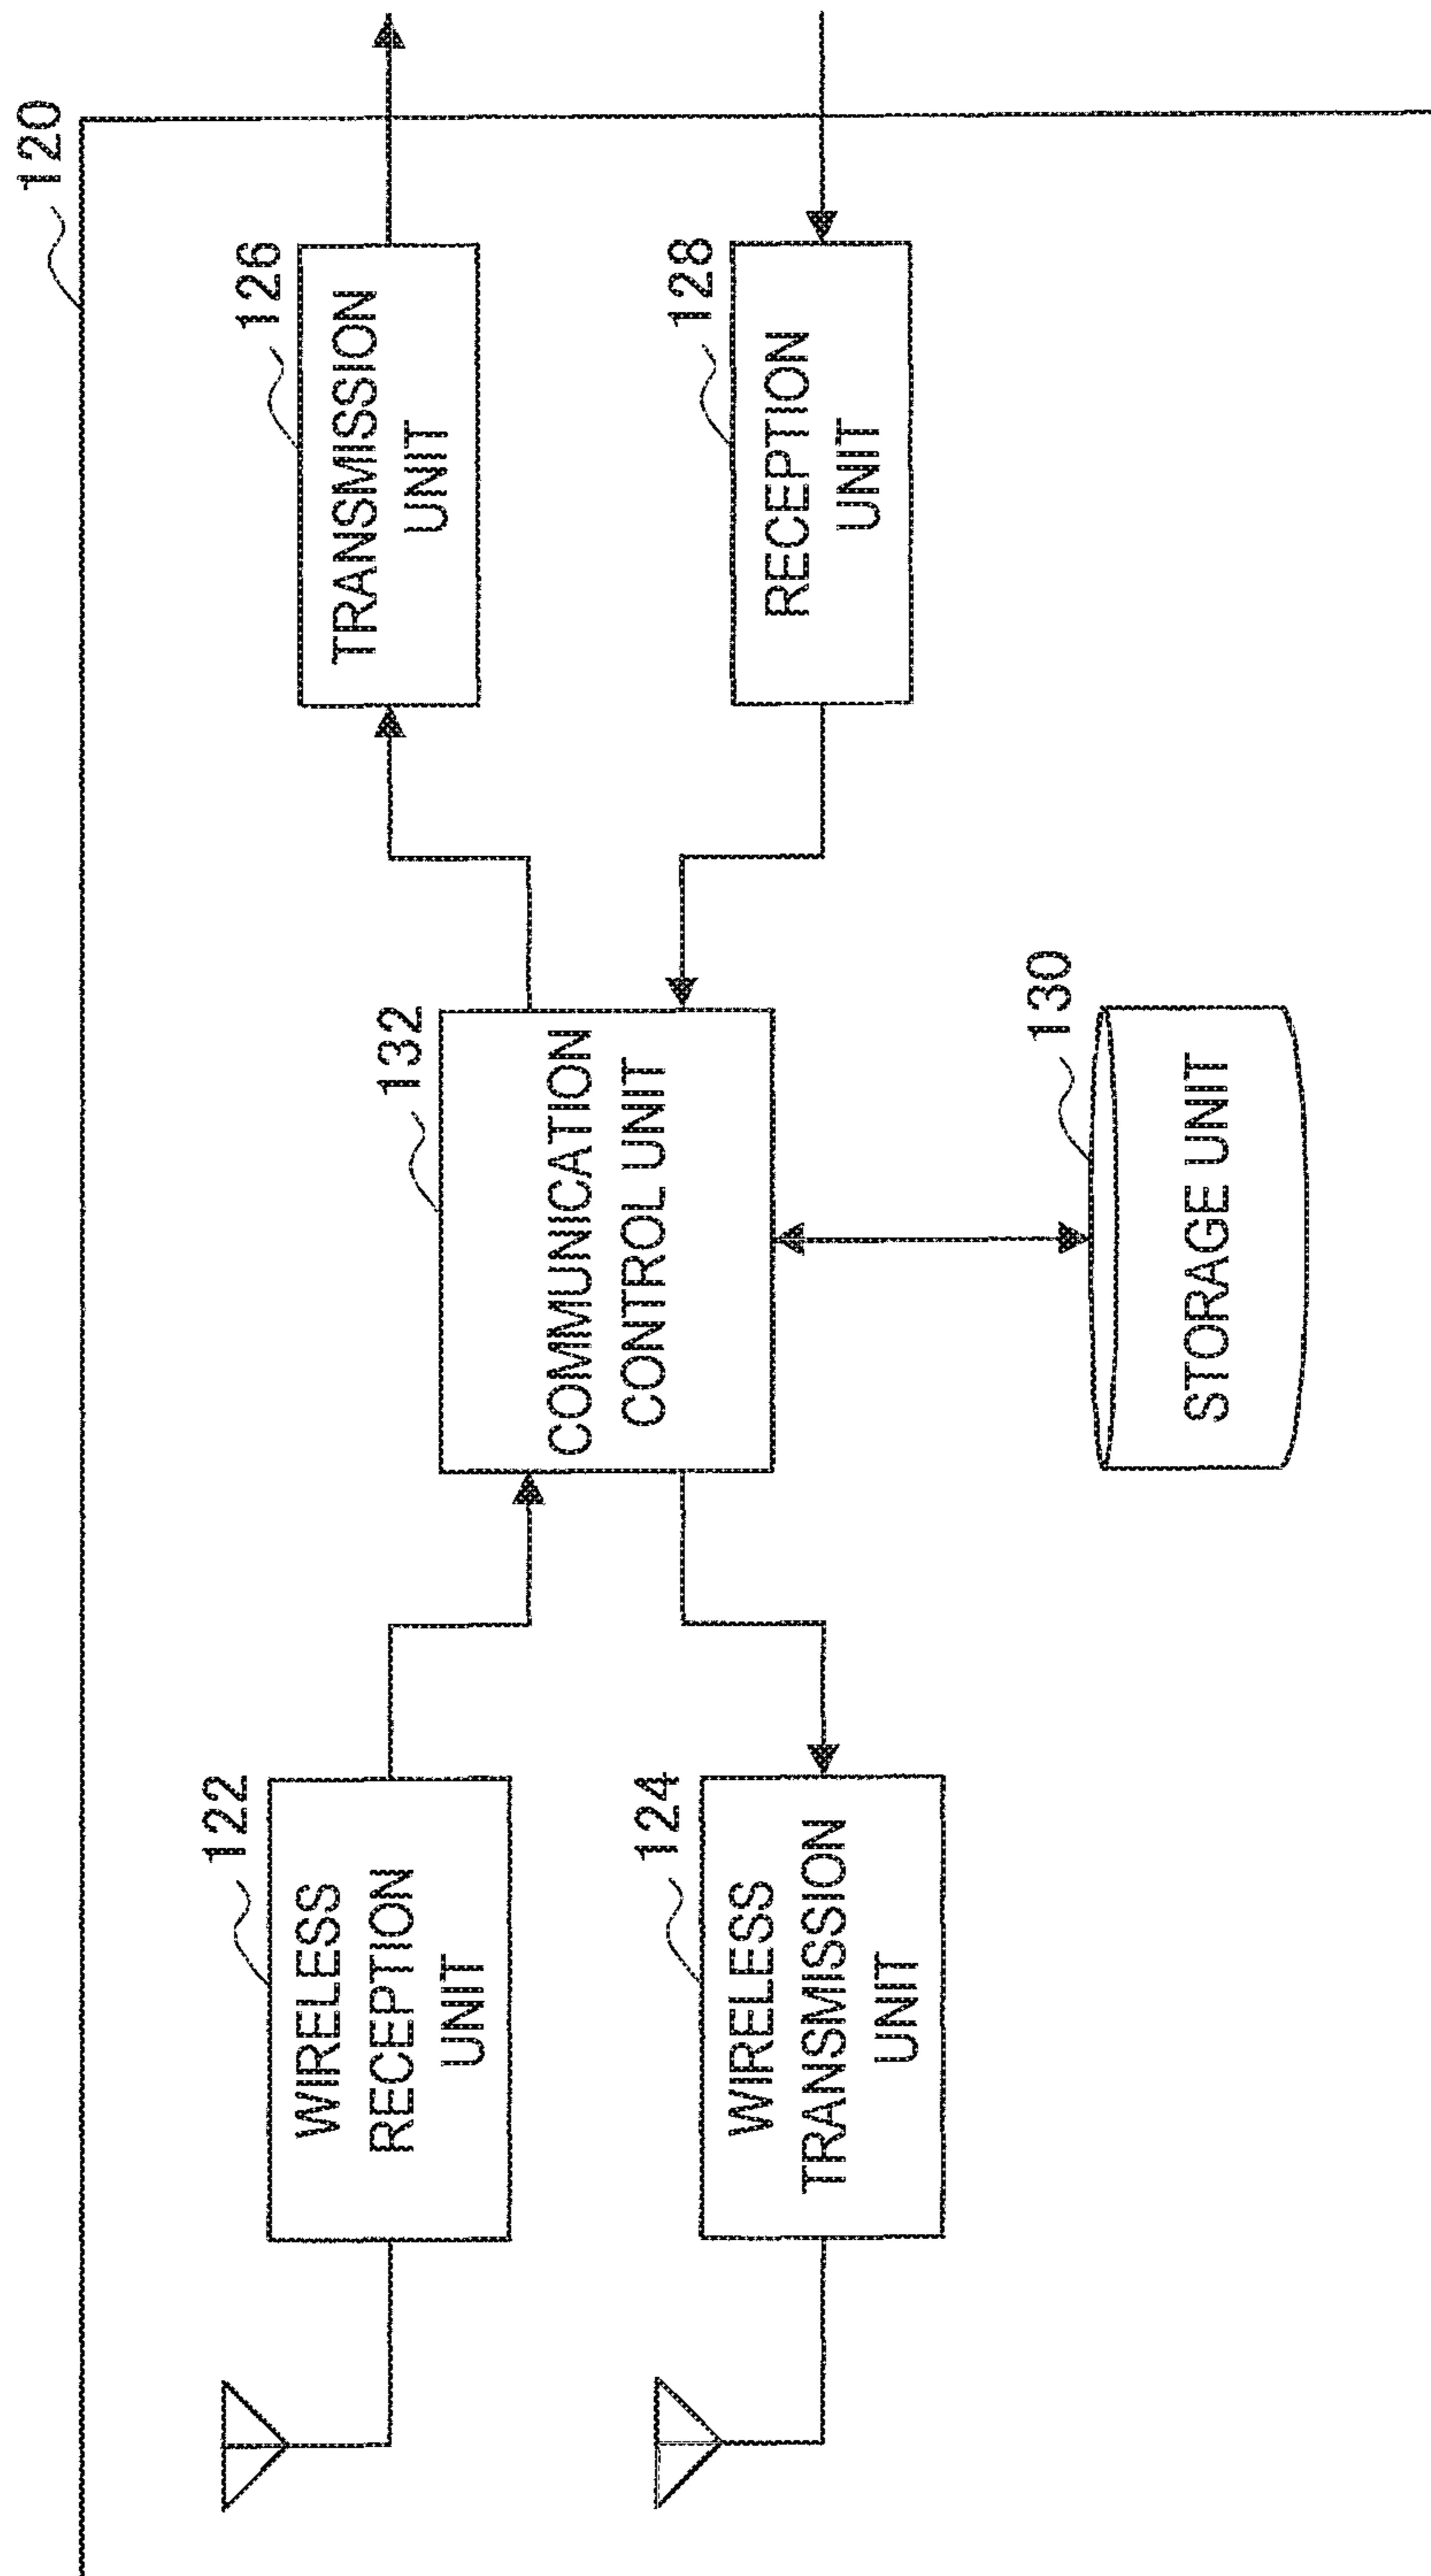 120
122
WIRELESS
RECEPTION
UNIT
124
WIRELESS
TRANSMISSION
UNIT
132
COMMUNICATION
CONTROL UNIT
130
STORAGE UNIT
126
TRANSMISSION
UNIT
128
RECEPTION
UNIT